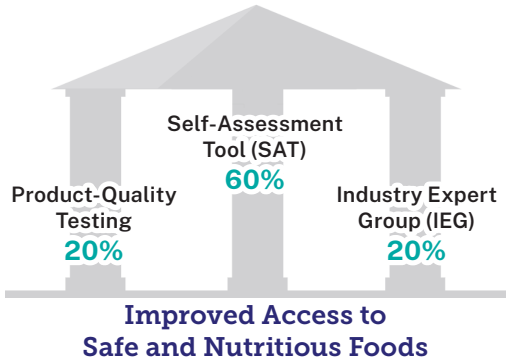 Self-Assessment
Tool (SAT)
60%
Product-Quality
Testing
20%
Industry Expert
Group (IEG)
20%
Improved Access to
Safe and Nutritious Foods